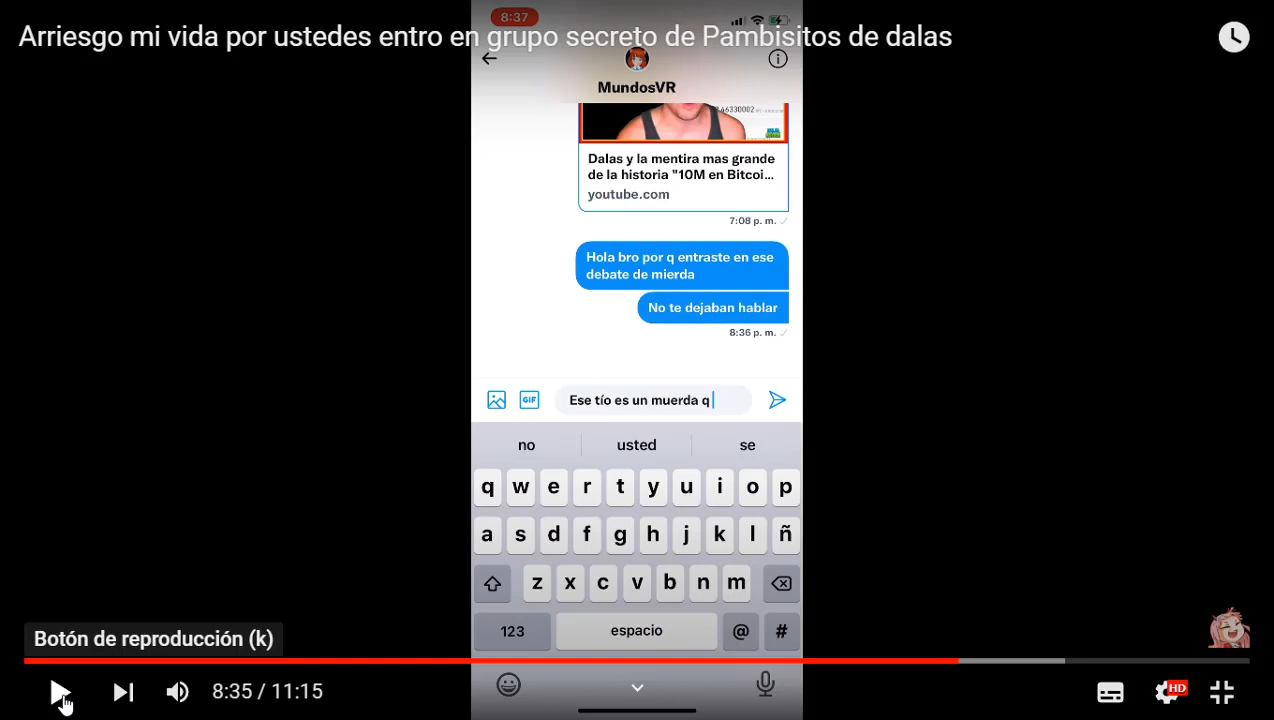 8:37
Arriesgo mi vida por ustedes entro en grupo secreto de Pambisitos de dalas
MundosVR
Dalas y la mentira mas grande
de la historia "10M en Bitcoi...
youtube.com
7:08 p. m.
Hola bro por q entraste en ese
debate de mierda
No te dejaban hablar
8:36 p. m.
GIF
Ese tío es un muerda q
no usted se
q w e r t y u i o p
a s d f g h j k l ñ
z x c v b n m
123 espacio @ #
Botón de reproducción (k)
8:35 / 11:15
HD